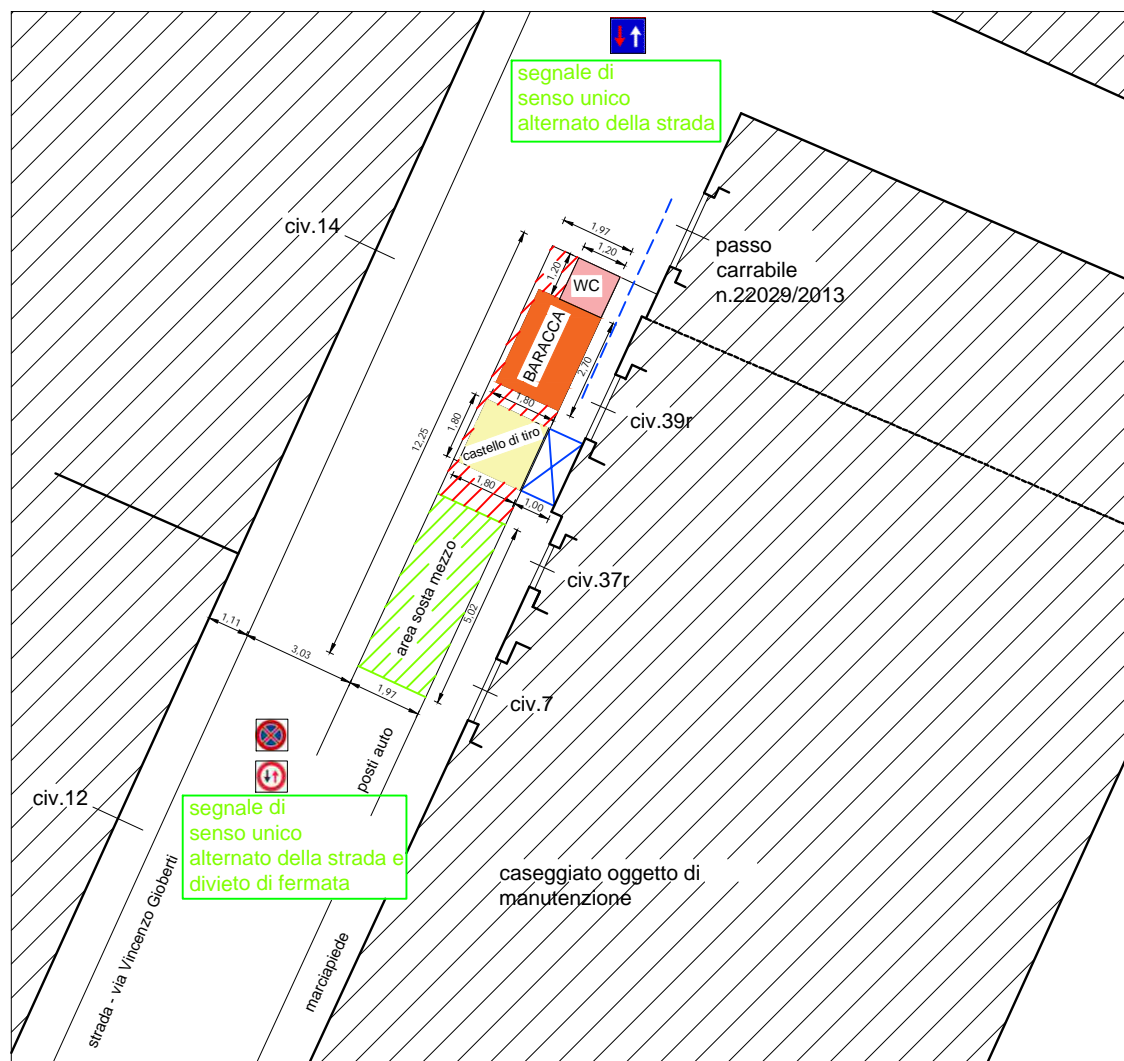 segnale di
senso unico
alternato della strada
civ.14
1,97
1,20
passo
carrabile
n.22029/2013
1,20
WC
BARACCA
2,70
1,80
civ.39r
1,80
12,25
castello di tiro
1,80
1,00
area sosta mezzo
5,02
civ.37r
1,11
3,03
1,97
civ.7
posti auto
civ.12
segnale di
senso unico
alternato della strada e
divieto di fermata
caseggiato oggetto di
manutenzione
strada - via Vincenzo Gioberti
marciapiede